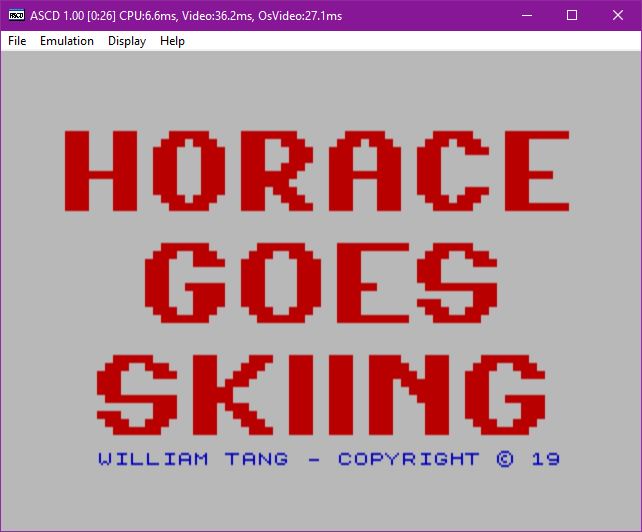 ASCD 1.00 [0:26] CPU:6.6ms, Video:36.2ms, OsVideo:27.1ms
File Emulation Display Help
HORACE
GOES
SKIING
WILLIAM TANG - COPYRIGHT © 19